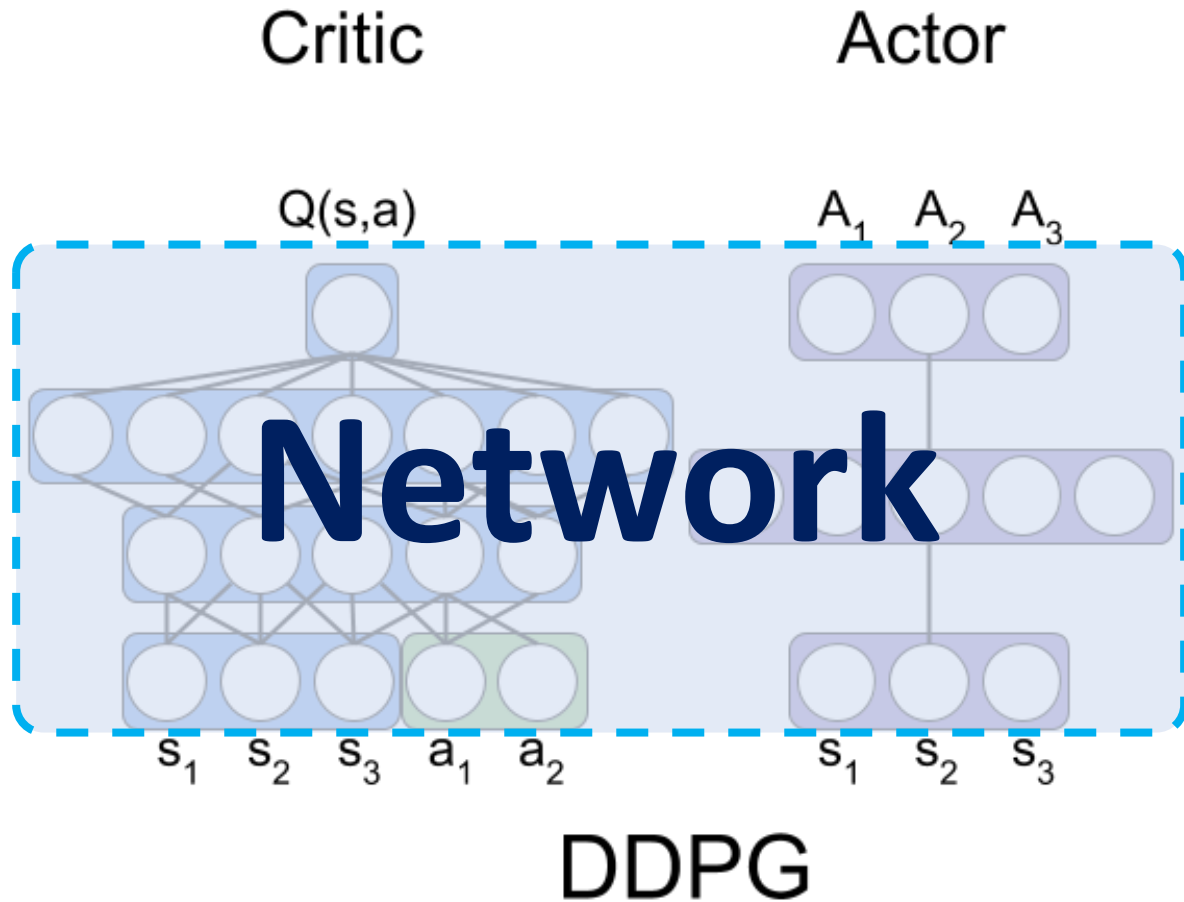 Critic Actor
Q(s,a) A₁ A₂ A₃
Network
s₁ s₂ s₃ a₁ a₂ s₁ s₂ s₃
DDPG